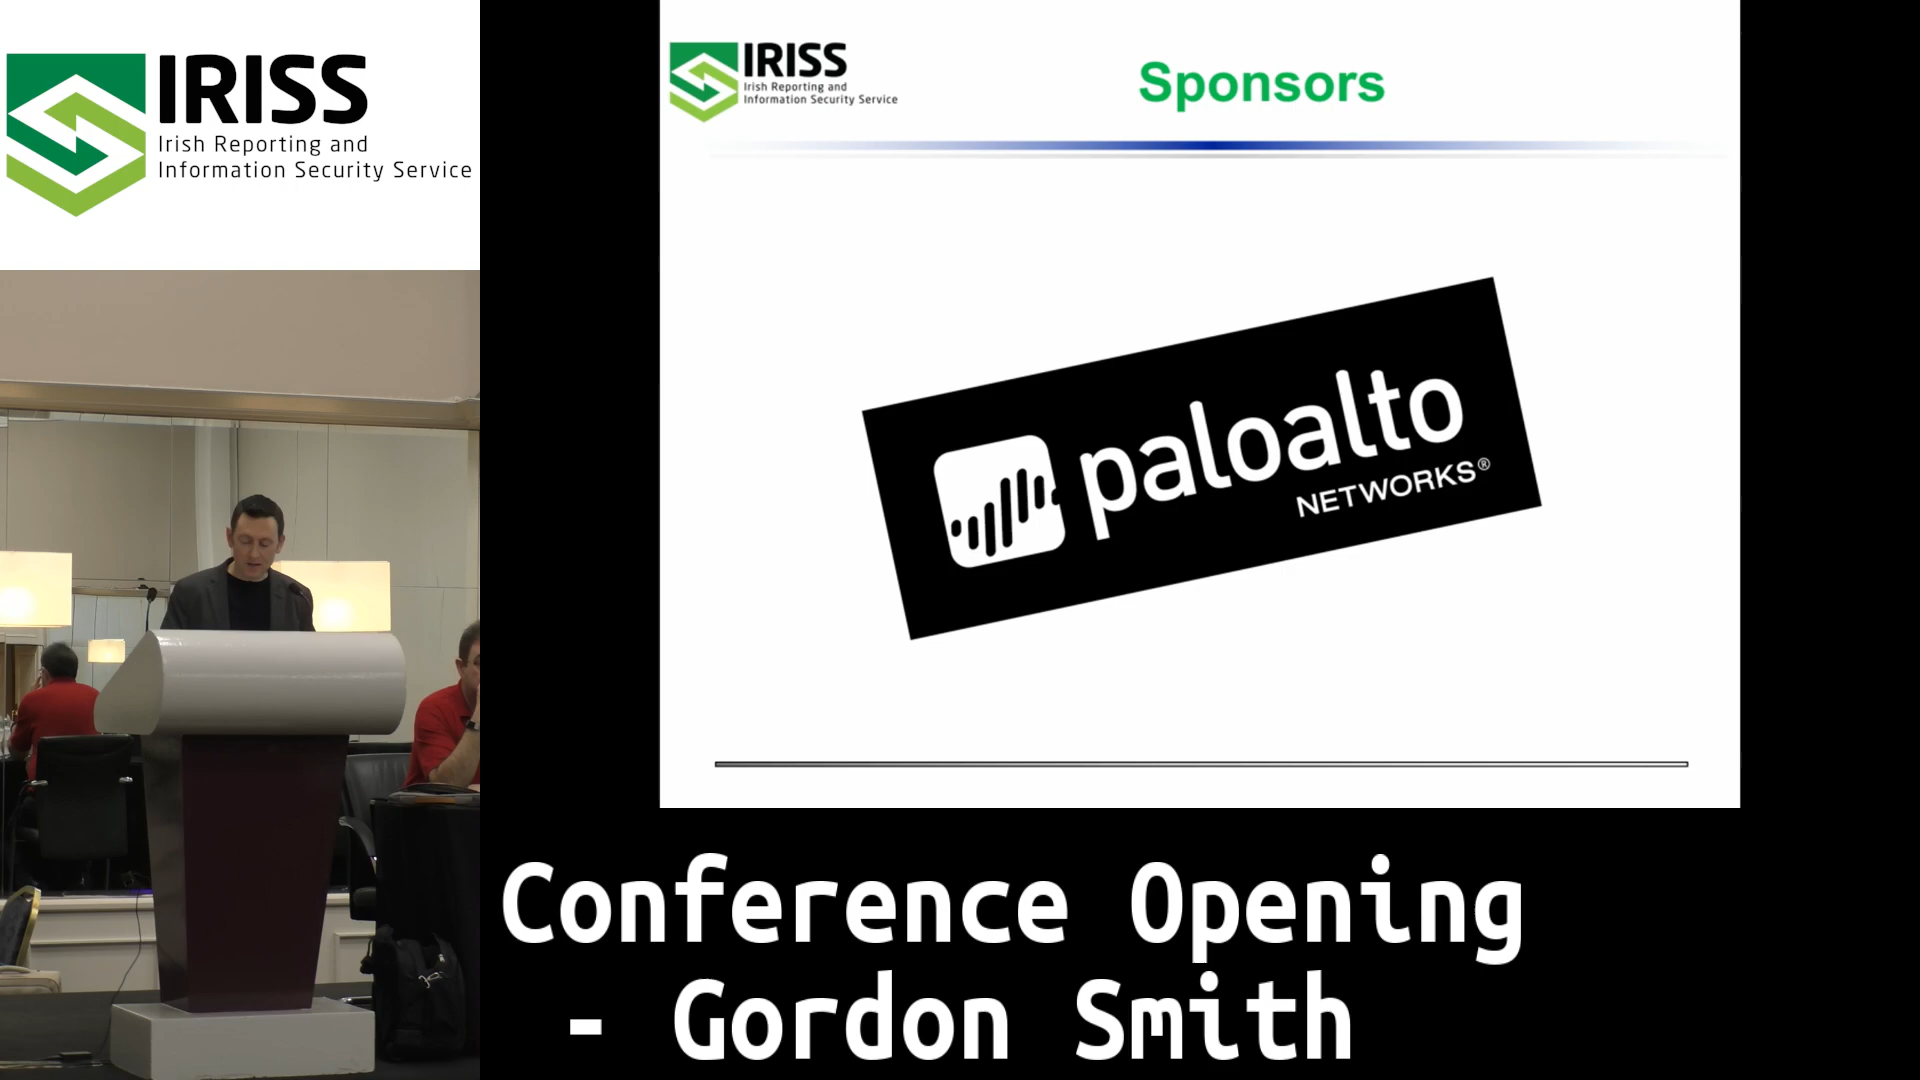 IRISS
Irish Reporting and
Information Security Service
IRISS
Irish Reporting and
Information Security Service
Sponsors
paloalto
NETWORKS®
Conference Opening
- Gordon Smith